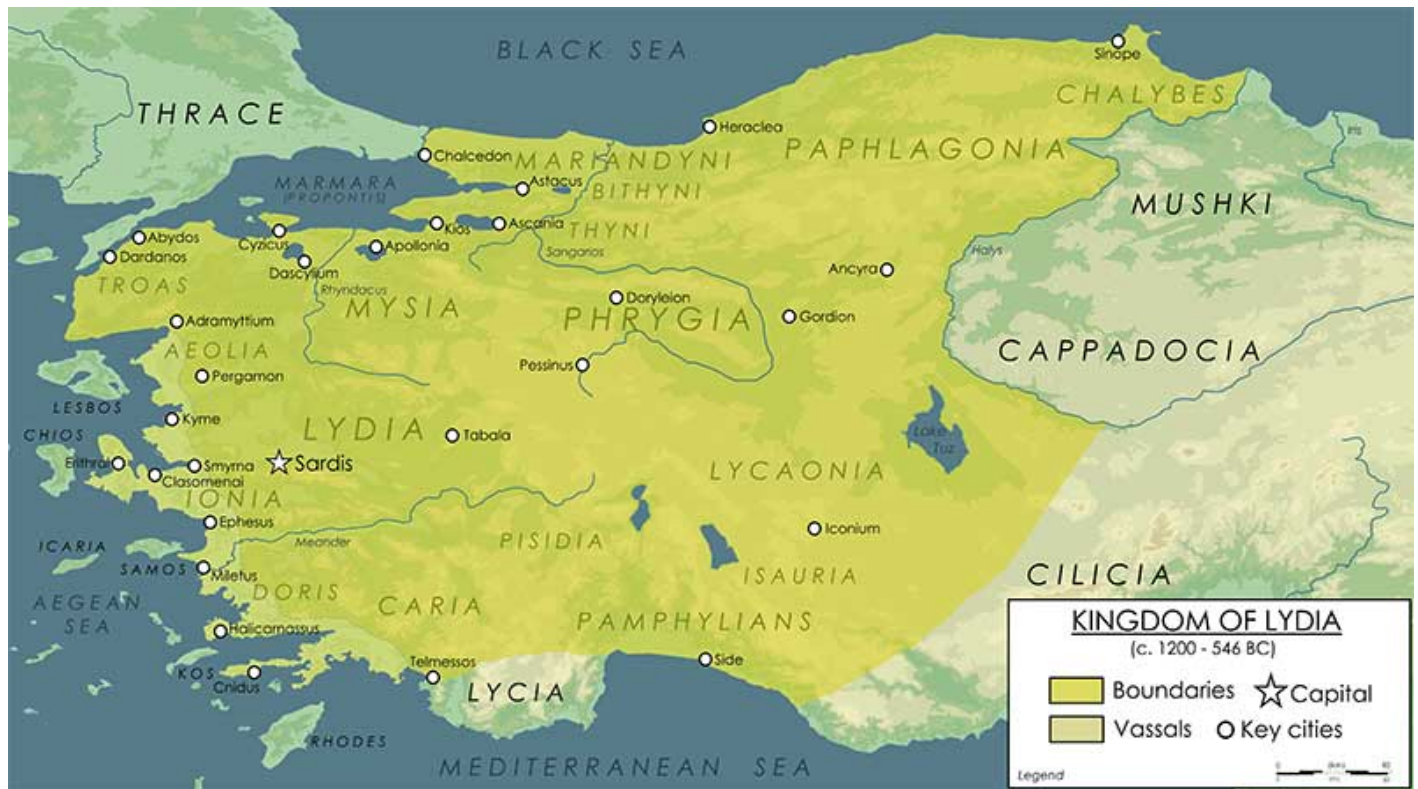 BLACK SEA
Sinope
CHALYBES
THRACE
Heraclea
PAPHLAGONIA
Iris
Chalcedon
MARIANDYNI
MARMARA
(PROPONTIS)
Astacus
BITHYNI
MUSHKI
Abydos
Cyzicus
Kios
Ascania
THYNI
Dardanos
Apollonia
Sangarios
Halys
Dascylium
Ancyra
TROAS
Rhyndacus
MYSIA
Doryleion
PHRYGIA
Gordion
Adramyttium
AEOLIA
CAPPADOCIA
Pergamon
Pessinus
LESBOS
Kyme
CHIOS
LYDIA
Tabala
Lake
Tuz
Erithrai
Smyrna
Sardis
Clasomenai
LYCAONIA
IONIA
Ephesus
Iconium
ICARIA
Meander
PISIDIA
SAMOS
Miletus
ISAURIA
CILICIA
DORIS
CARIA
AEGEAN
SEA
Halicarnassus
PAMPHYLIANS
KOS
Cnidus
Telmessos
Side
LYCIA
RHODES
MEDITERRANEAN SEA
KINGDOM OF LYDIA
(c. 1200 - 546 BC)
Boundaries
Capital
Vassals
Key cities
Legend